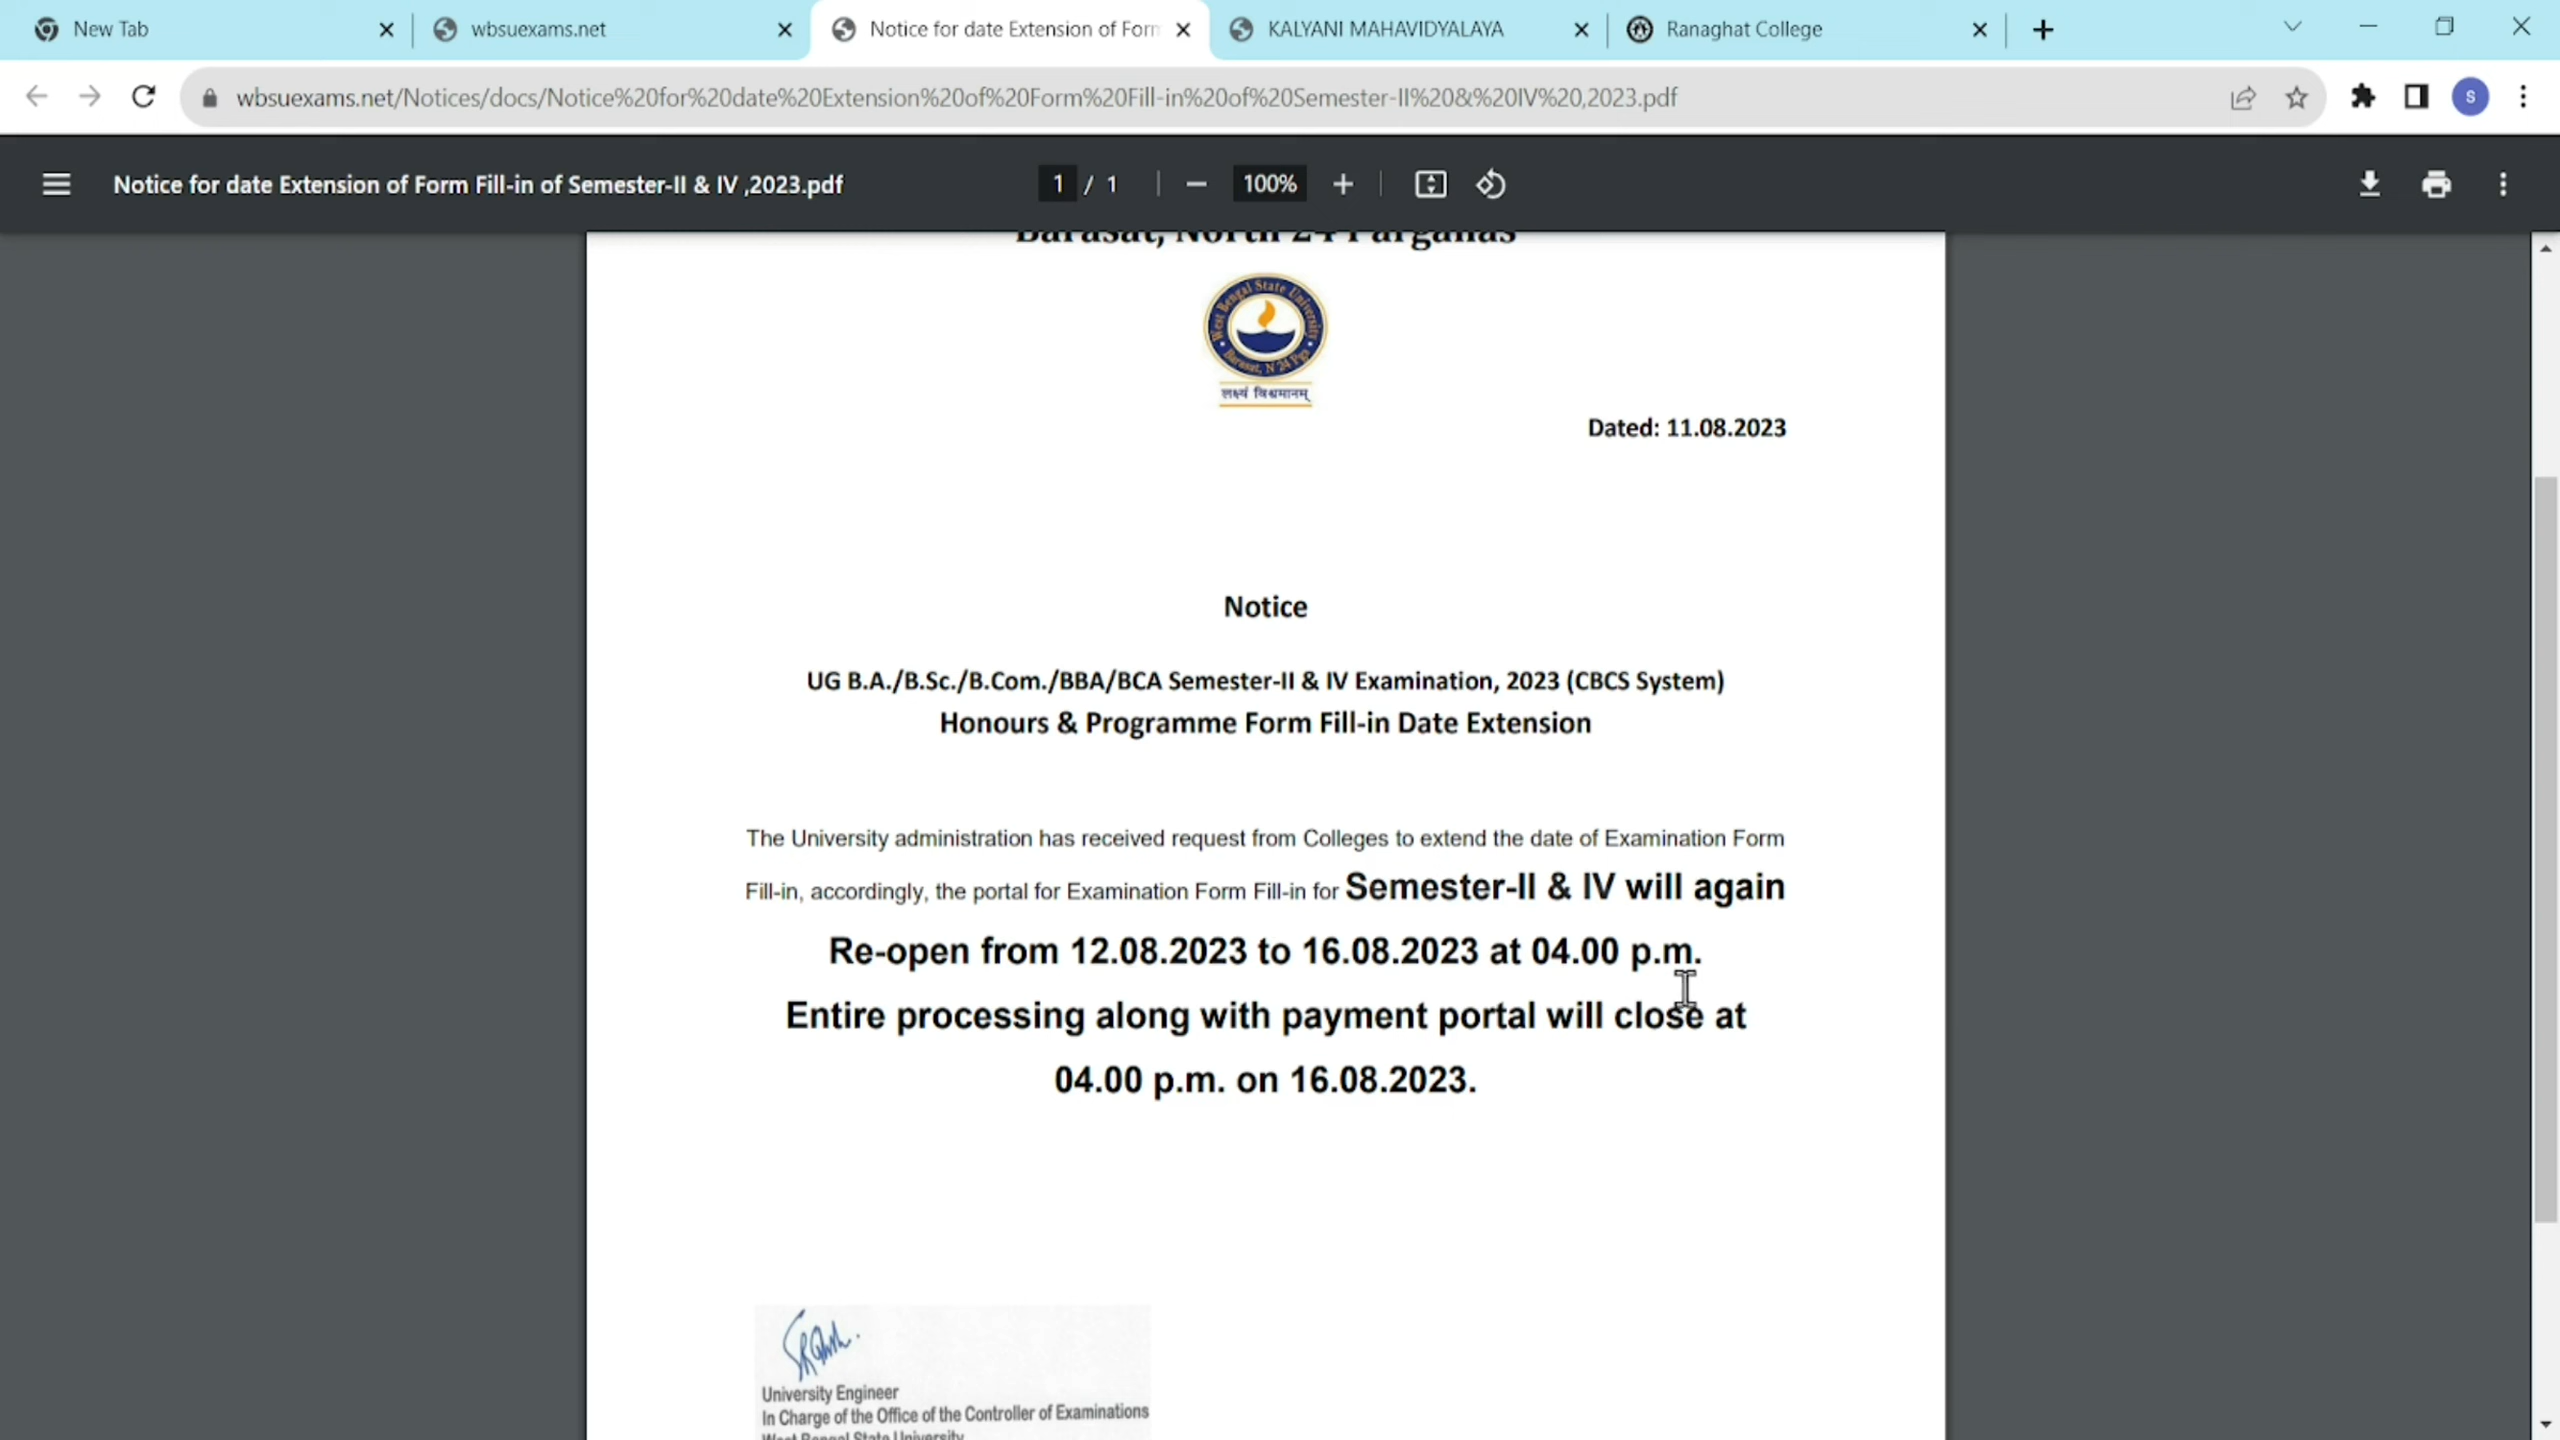 New Tab
wbsuexams.net
Notice for date Extension of Form
KALYANI MAHAVIDYALAYA
Ranaghat College
wbsuexams.net/Notices/docs/Notice%20for%20date%20Extension%20of%20Form%20Fill-in%20of%20Semester-II%20&%20IV%20,2023.pdf
S
Notice for date Extension of Form Fill-in of Semester-II & IV ,2023.pdf
1 / 1
100%
Barasat, North 24 Parganas
West Bengal State University
Barasat, N 24 Pgs
Dated: 11.08.2023
Notice
UG B.A./B.Sc./B.Com./BBA/BCA Semester-II & IV Examination, 2023 (CBCS System)
Honours & Programme Form Fill-in Date Extension
The University administration has received request from Colleges to extend the date of Examination Form
Fill-in, accordingly, the portal for Examination Form Fill-in for Semester-II & IV will again
Re-open from 12.08.2023 to 16.08.2023 at 04.00 p.m.
Entire processing along with payment portal will close at
04.00 p.m. on 16.08.2023.
University Engineer
In Charge of the Office of the Controller of Examinations
West Bengal State University